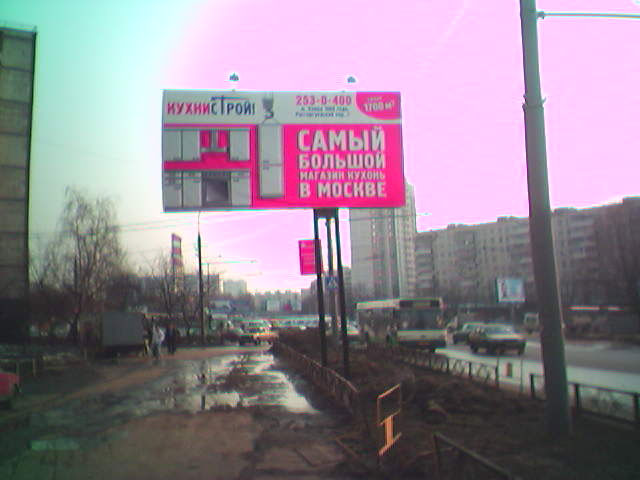 КУХНИСТРОЙ!
253-0-400
1700 м²
САМЫЙ
БОЛЬШОЙ
МАГАЗИН КУХОНЬ
В МОСКВЕ